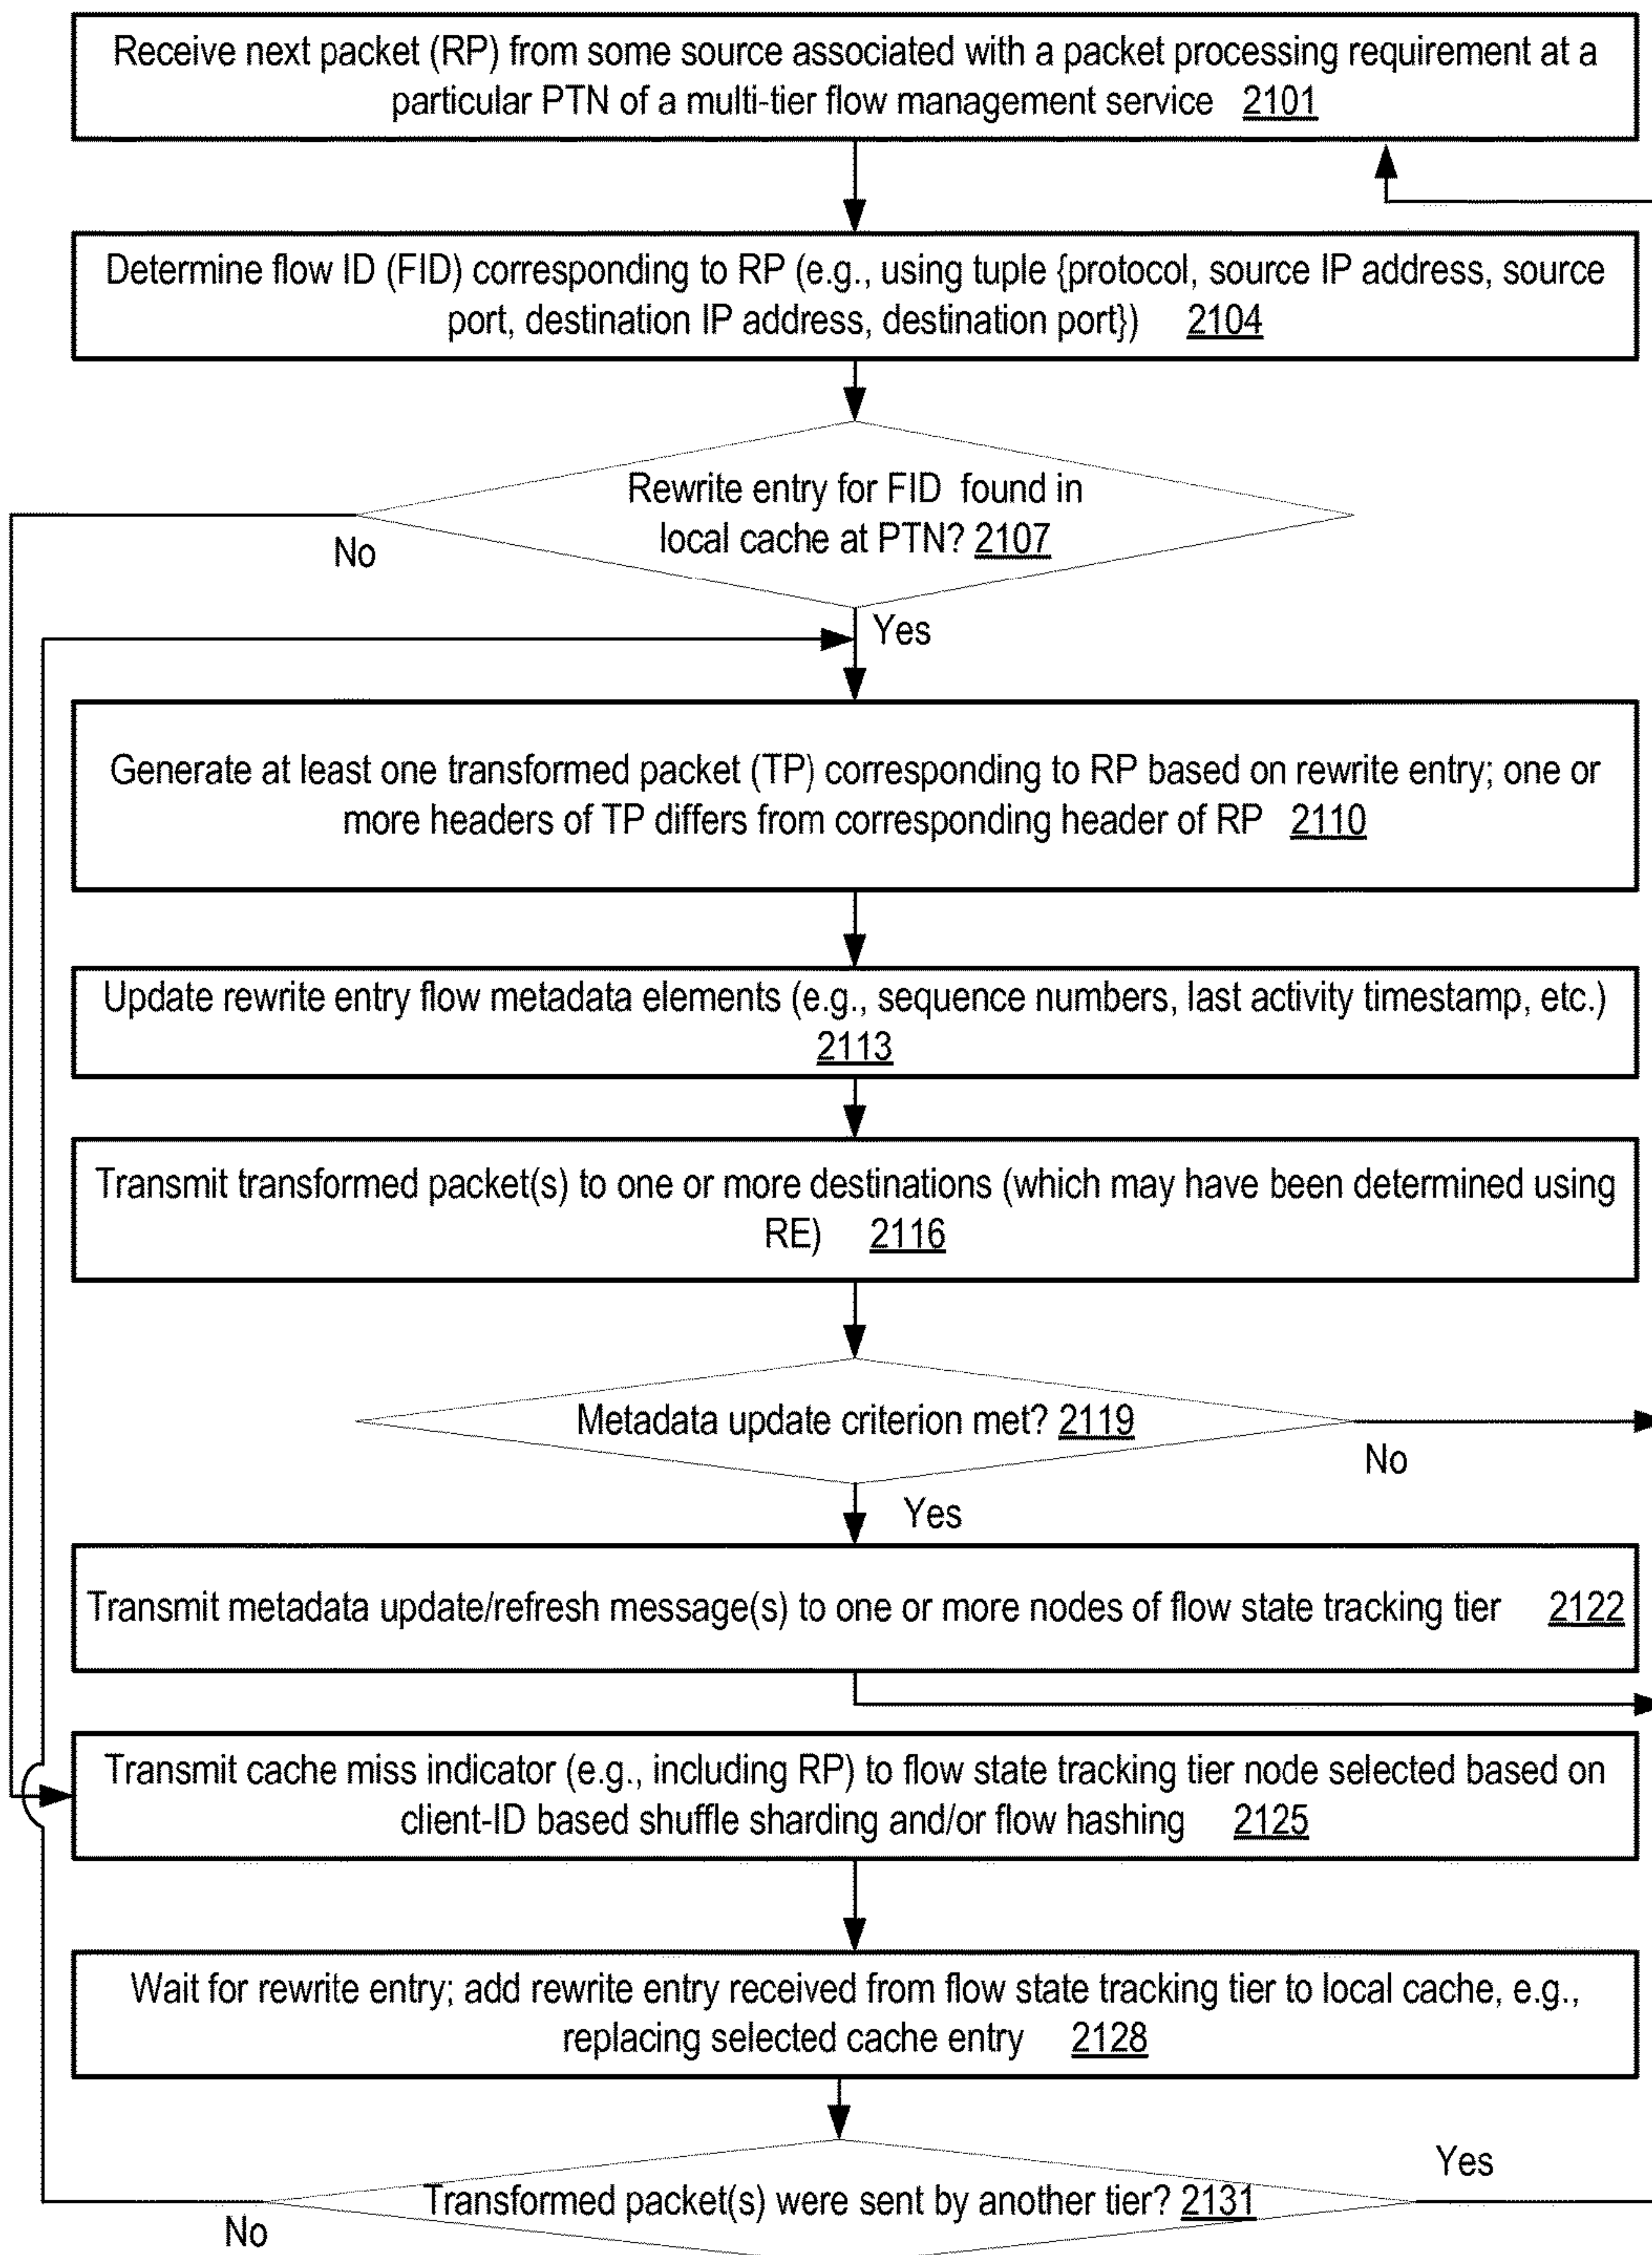 Receive next packet (RP) from some source associated with a packet processing requirement at a
particular PTN of a multi-tier flow management service 2101
Determine flow ID (FID) corresponding to RP (e.g., using tuple {protocol, source IP address, source
port, destination IP address, destination port}) 2104
Rewrite entry for FID found in
local cache at PTN? 2107
No
Yes
Generate at least one transformed packet (TP) corresponding to RP based on rewrite entry; one or
more headers of TP differs from corresponding header of RP 2110
Update rewrite entry flow metadata elements (e.g., sequence numbers, last activity timestamp, etc.)
2113
Transmit transformed packet(s) to one or more destinations (which may have been determined using
RE) 2116
Metadata update criterion met? 2119
No
Yes
Transmit metadata update/refresh message(s) to one or more nodes of flow state tracking tier 2122
Transmit cache miss indicator (e.g., including RP) to flow state tracking tier node selected based on
client-ID based shuffle sharding and/or flow hashing 2125
Wait for rewrite entry; add rewrite entry received from flow state tracking tier to local cache, e.g.,
replacing selected cache entry 2128
Yes
Transformed packet(s) were sent by another tier? 2131
No